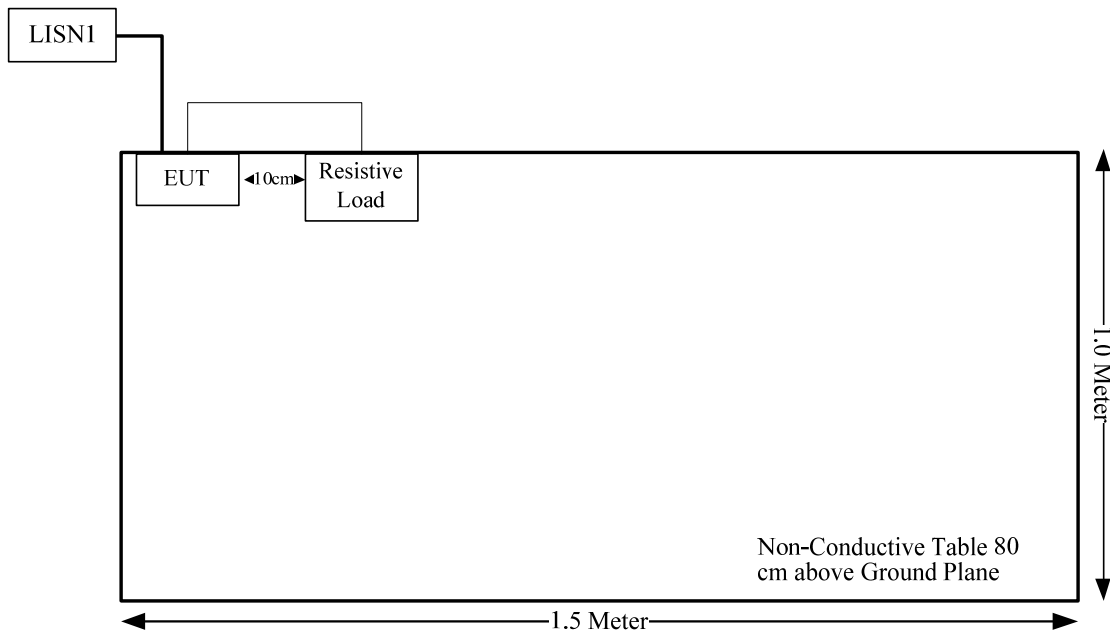 LISN1
EUT
10cm
Resistive
Load
1.0 Meter
Non-Conductive Table 80
cm above Ground Plane
1.5 Meter